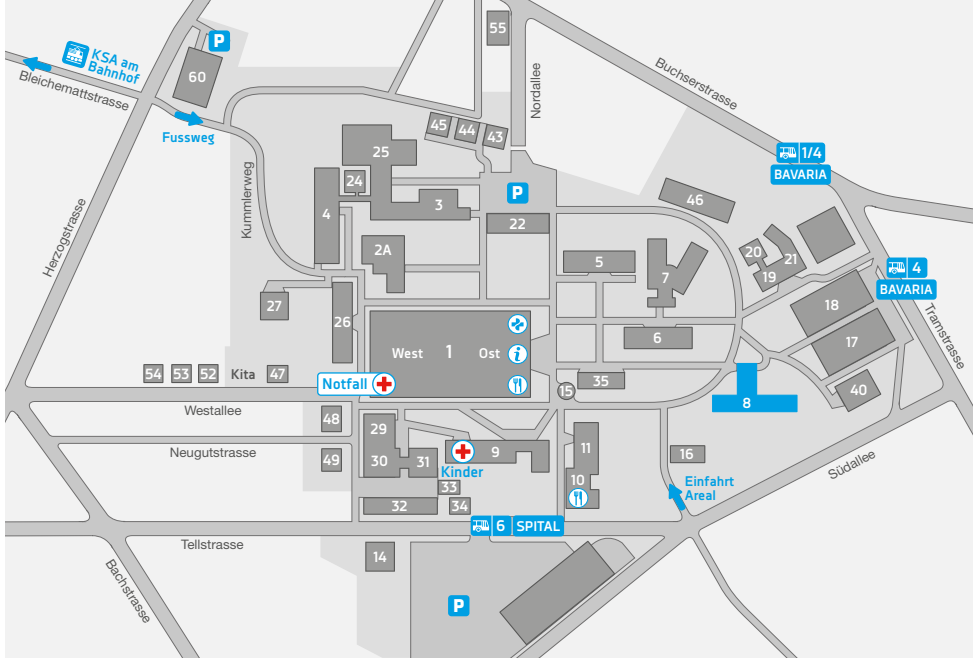 55
P
KSA am
Bahnhof
Bleichemattstrasse
60
Fussweg
Nordallee
Buchserstrasse
45
44
43
25
1/4
BAVARIA
24
Kummlerweg
4
3
P
46
22
Herzogstrasse
2A
5
7
20
21
19
4
BAVARIA
27
26
18
West
1
Ost
i
6
17
Tramstrasse
54
53
52
Kita
47
Notfall
15
35
40
8
Westallee
48
29
11
Neugutstrasse
49
30
31
9
Kinder
16
10
Südallee
33
Einfahrt
Areal
32
34
6
SPITAL
Tellstrasse
14
Bachstrasse
P